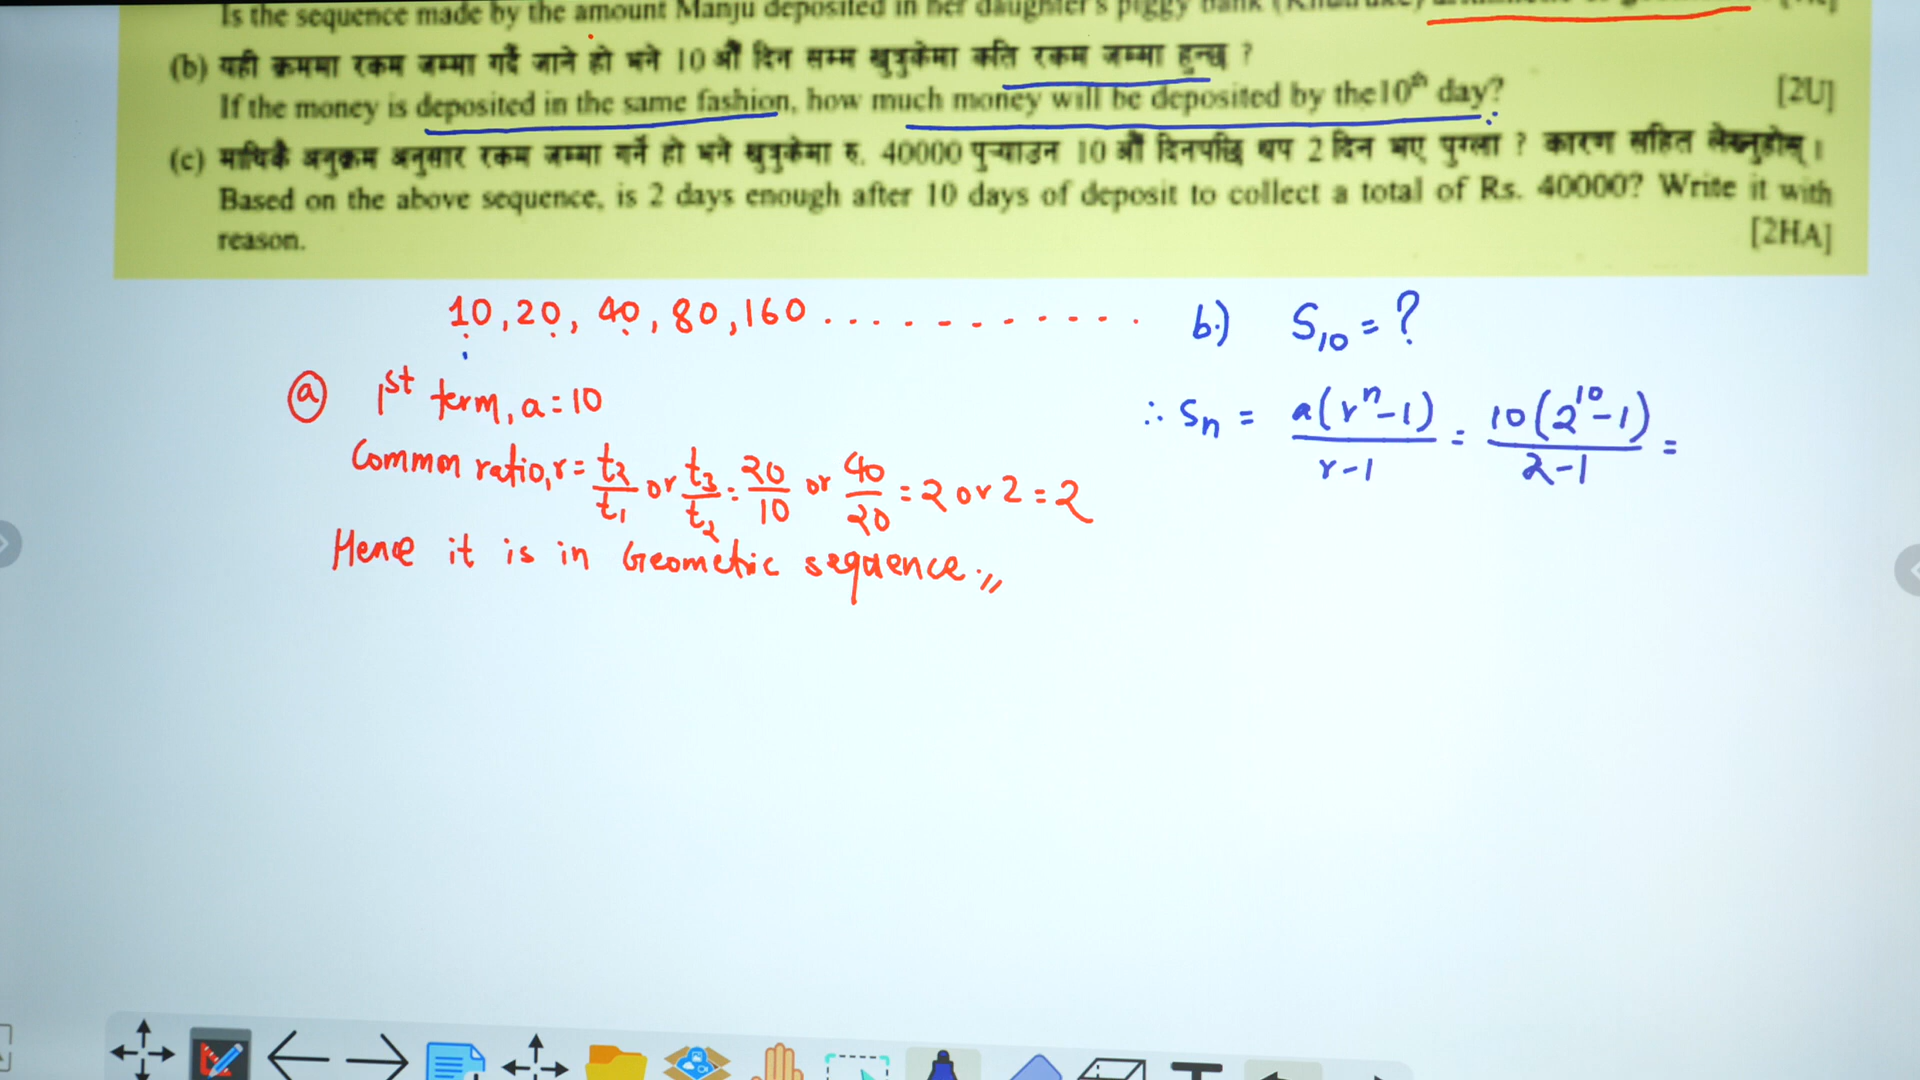 Is the sequence made by the amount Manju deposited in her daughter's piggy bank
(b) यही क्रममा रकम जम्मा गर्दै जाने हो भने 10 औं दिन सम्म खुत्रुकेमा कति रकम जम्मा हुन्छ ?
If the money is deposited in the same fashion, how much money will be deposited by the10th day? [2U]
(c) माथिकै अनुक्रम अनुसार रकम जम्मा गर्ने हो भने खुत्रुकेमा रु. 40000 पुर्‍याउन 10 औं दिनपछि थप 2 दिन भए पुग्ला ? कारण सहित लेख्नुहोस् ।
Based on the above sequence, is 2 days enough after 10 days of deposit to collect a total of Rs. 40000? Write it with
reason. [2HA]
10, 20, 40, 80, 160 ............
(a) 1st term, a = 10
Common ratio, r = t2/t1 or t3/t2 = 20/10 or 40/20 = 2 or 2 = 2
Hence it is in Geometric sequence.
b.) S10 = ?
∴ Sn = a(r^n - 1)/r - 1 = 10(2^10 - 1)/2 - 1 =